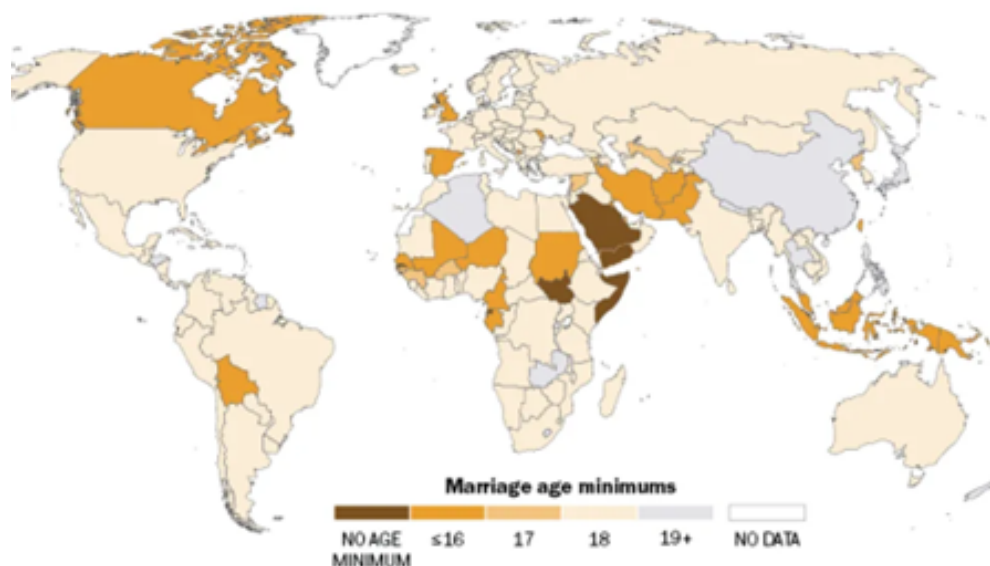 Marriage age minimums
NO AGE MINIMUM
≤16
17
18
19+
NO DATA